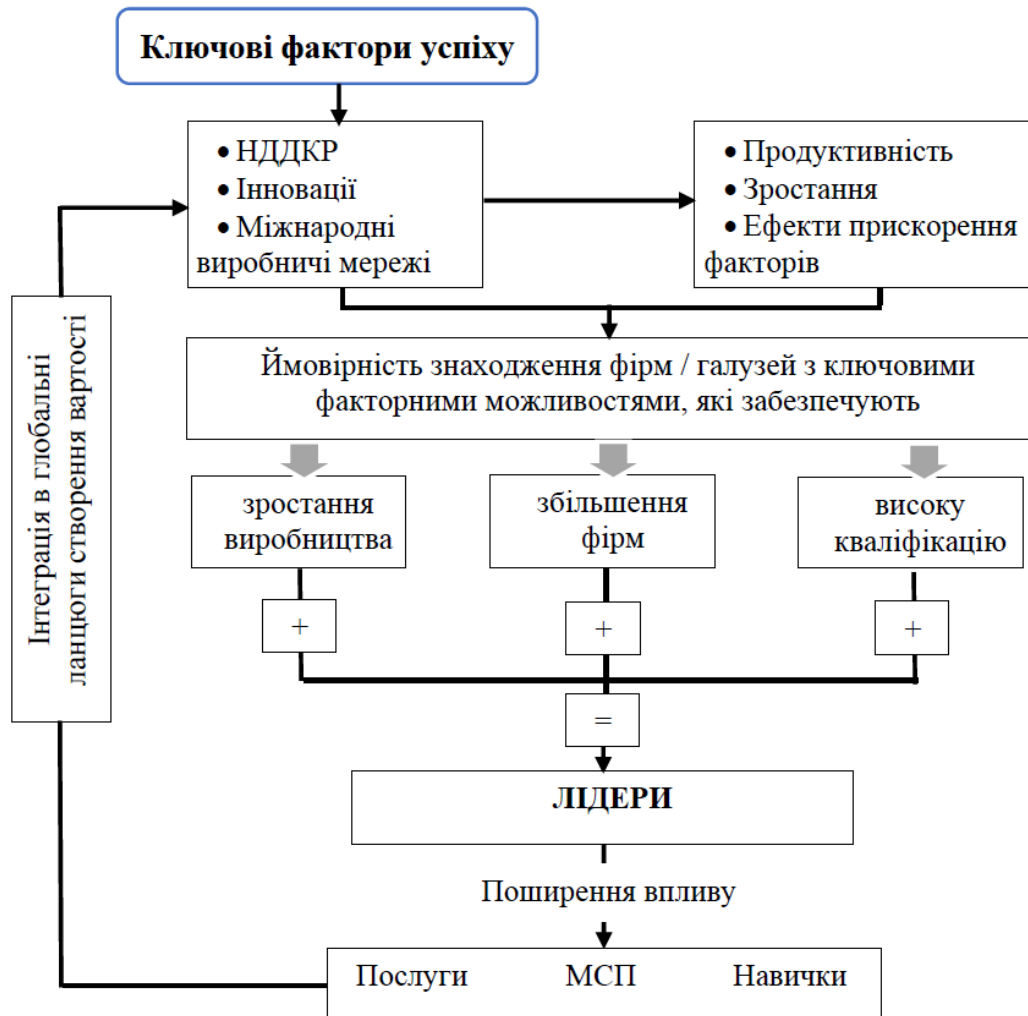 Ключові фактори успіху
• НДДКР
• Інновації
• Міжнародні
виробничі мережі
• Продуктивність
• Зростання
• Ефекти прискорення
факторів
Інтеграція в глобальні
ланцюги створення вартості
Ймовірність знаходження фірм / галузей з ключовими
факторними можливостями, які забезпечують
зростання
виробництва
збільшення
фірм
високу
кваліфікацію
+
+
+
=
ЛІДЕРИ
Поширення впливу
Послуги МСП Навички